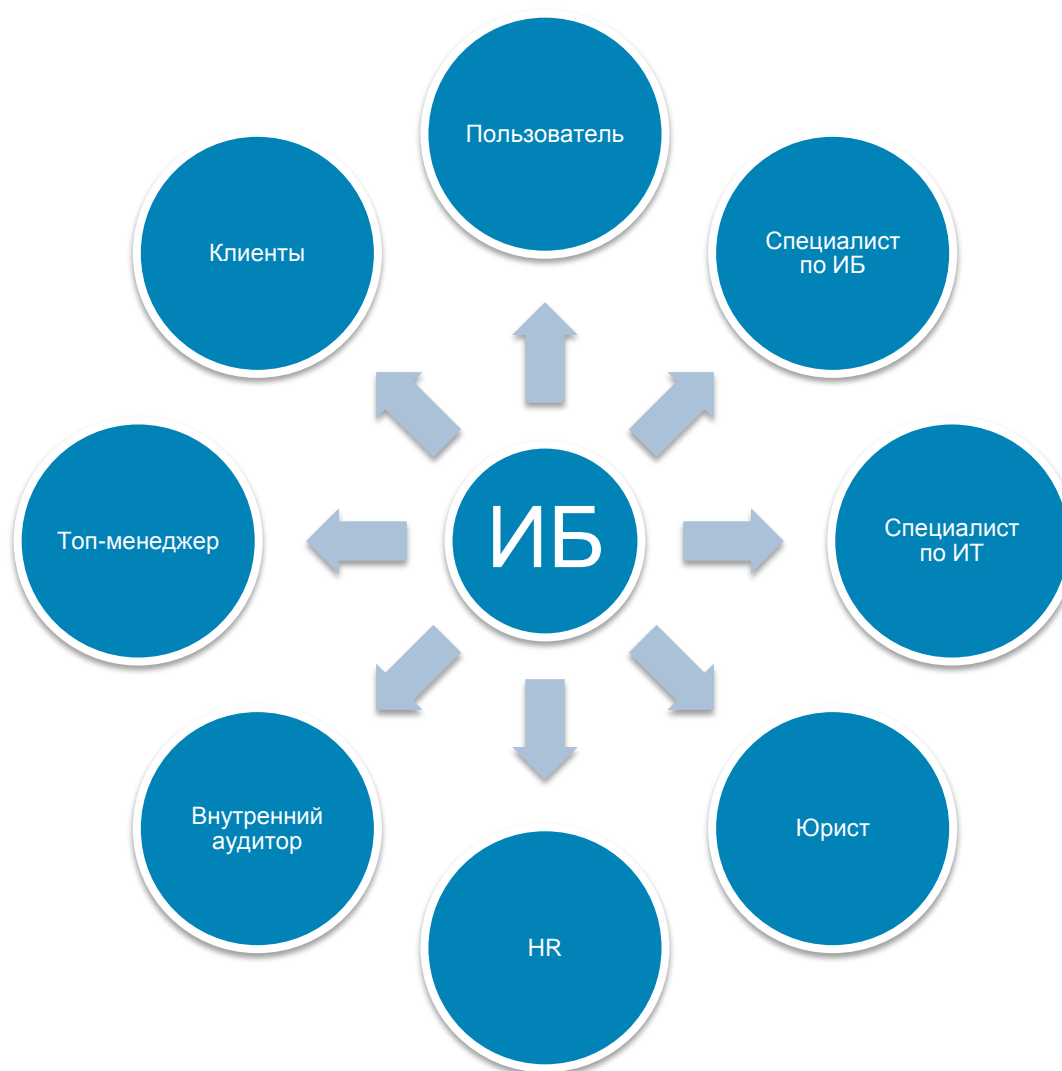 Пользователь
Клиенты
Специалист
по ИБ
Топ-менеджер
ИБ
Специалист
по ИТ
Внутренний
аудитор
Юрист
HR